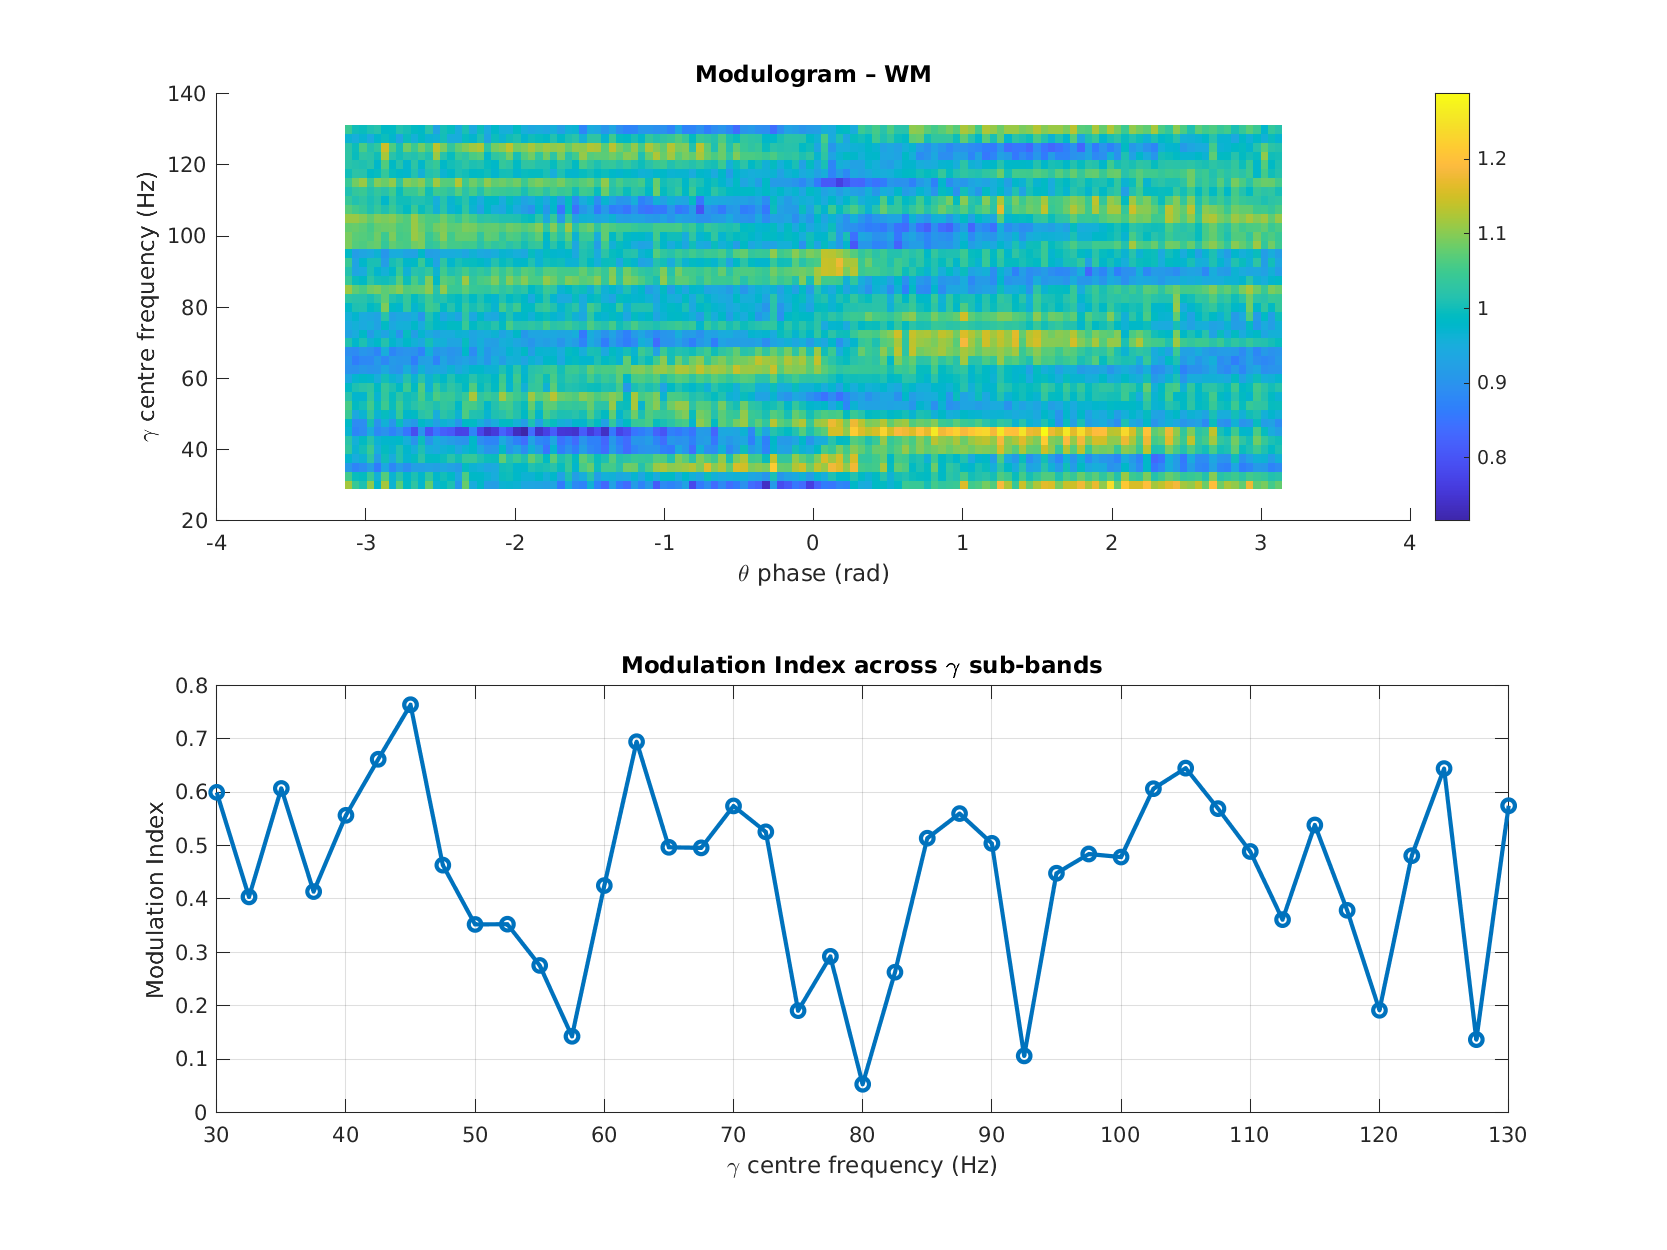 Modulogram – WM
140
120
100
80
60
40
20
γ centre frequency (Hz)
-4 -3 -2 -1 0 1 2 3 4
θ phase (rad)
1.2
1.1
1
0.9
0.8
Modulation Index across γ sub-bands
0.8
0.7
0.6
0.5
0.4
0.3
0.2
0.1
0
Modulation Index
30 40 50 60 70 80 90 100 110 120 130
γ centre frequency (Hz)